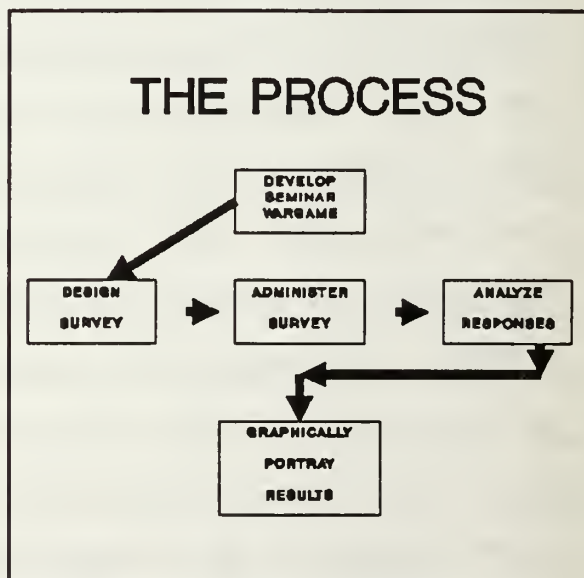 THE PROCESS
DEVELOP
SEMINAR
WARGAME
DESIGN
SURVEY
ADMINISTER
SURVEY
ANALYZE
RESPONSES
GRAPHICALLY
PORTRAY
RESULTS